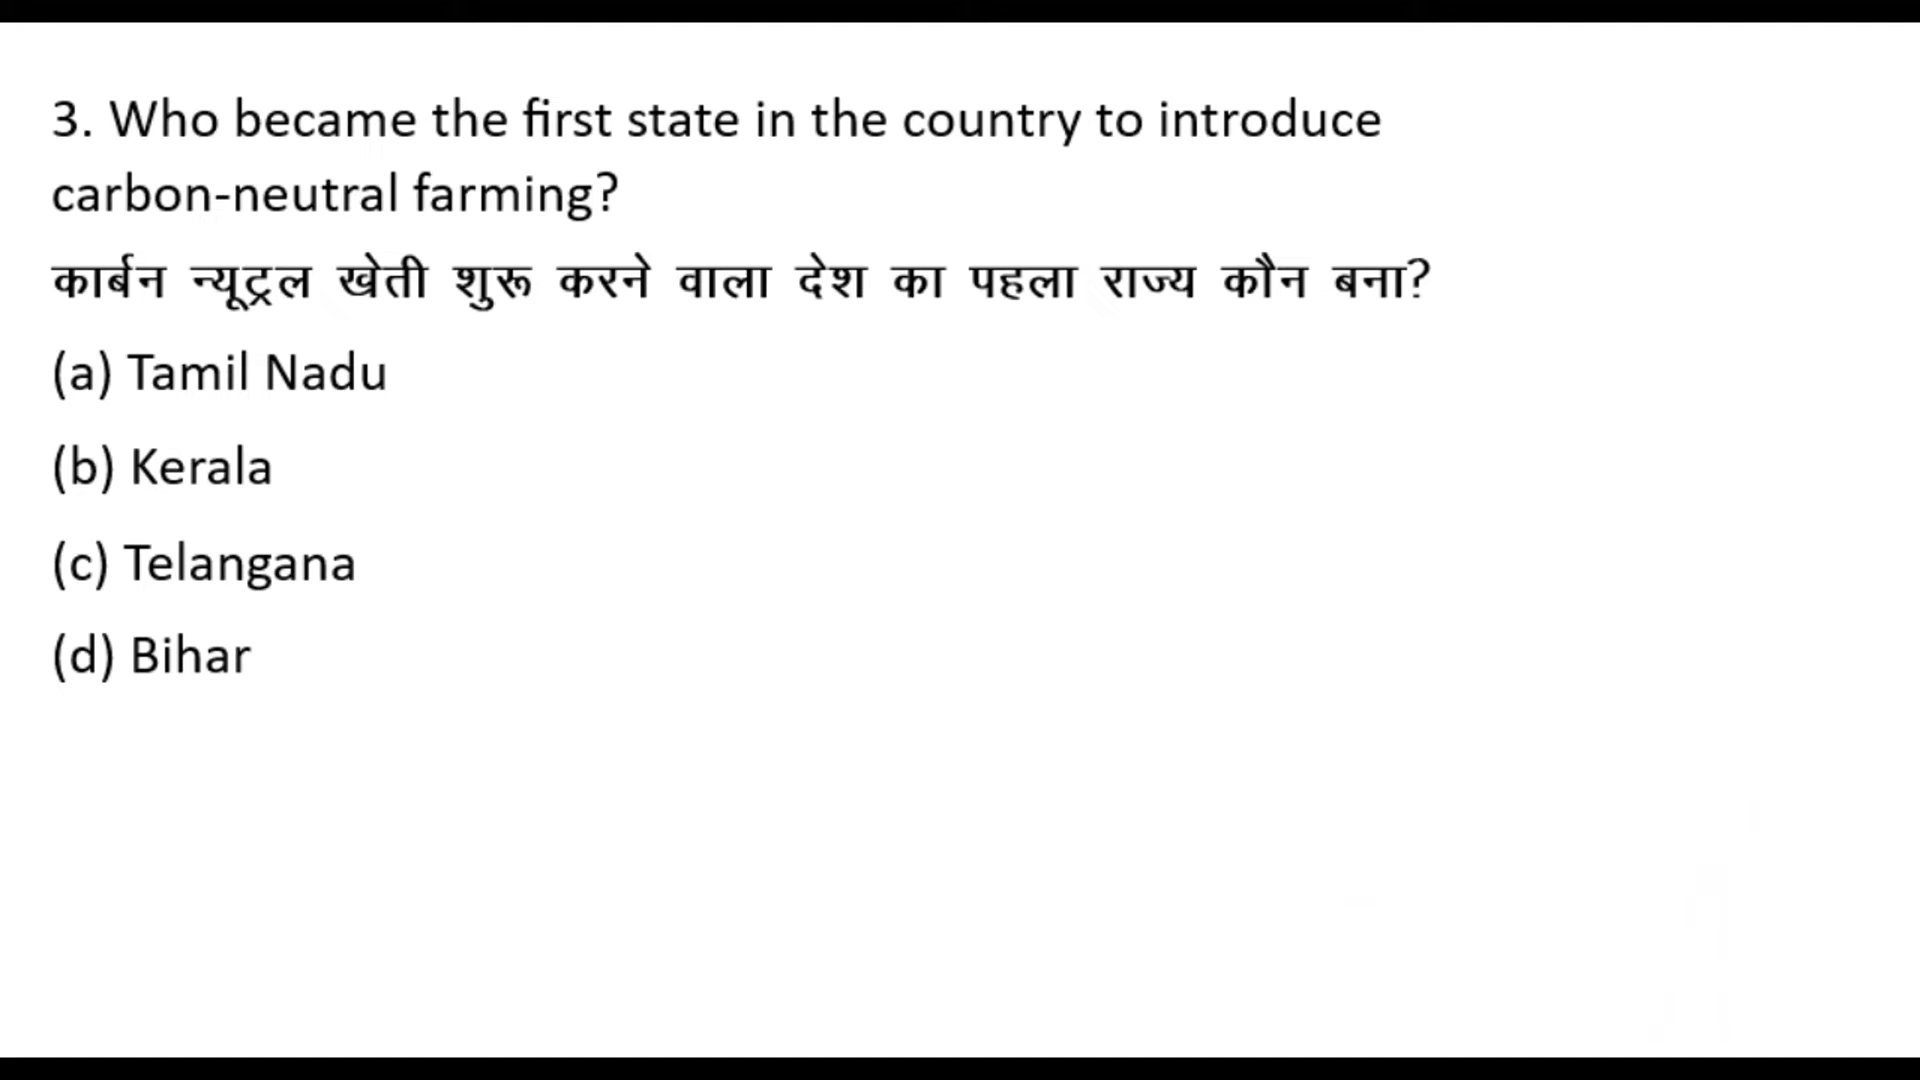 3. Who became the first state in the country to introduce
carbon-neutral farming?
कार्बन न्यूट्रल खेती शुरू करने वाला देश का पहला राज्य कौन बना?
(a) Tamil Nadu
(b) Kerala
(c) Telangana
(d) Bihar